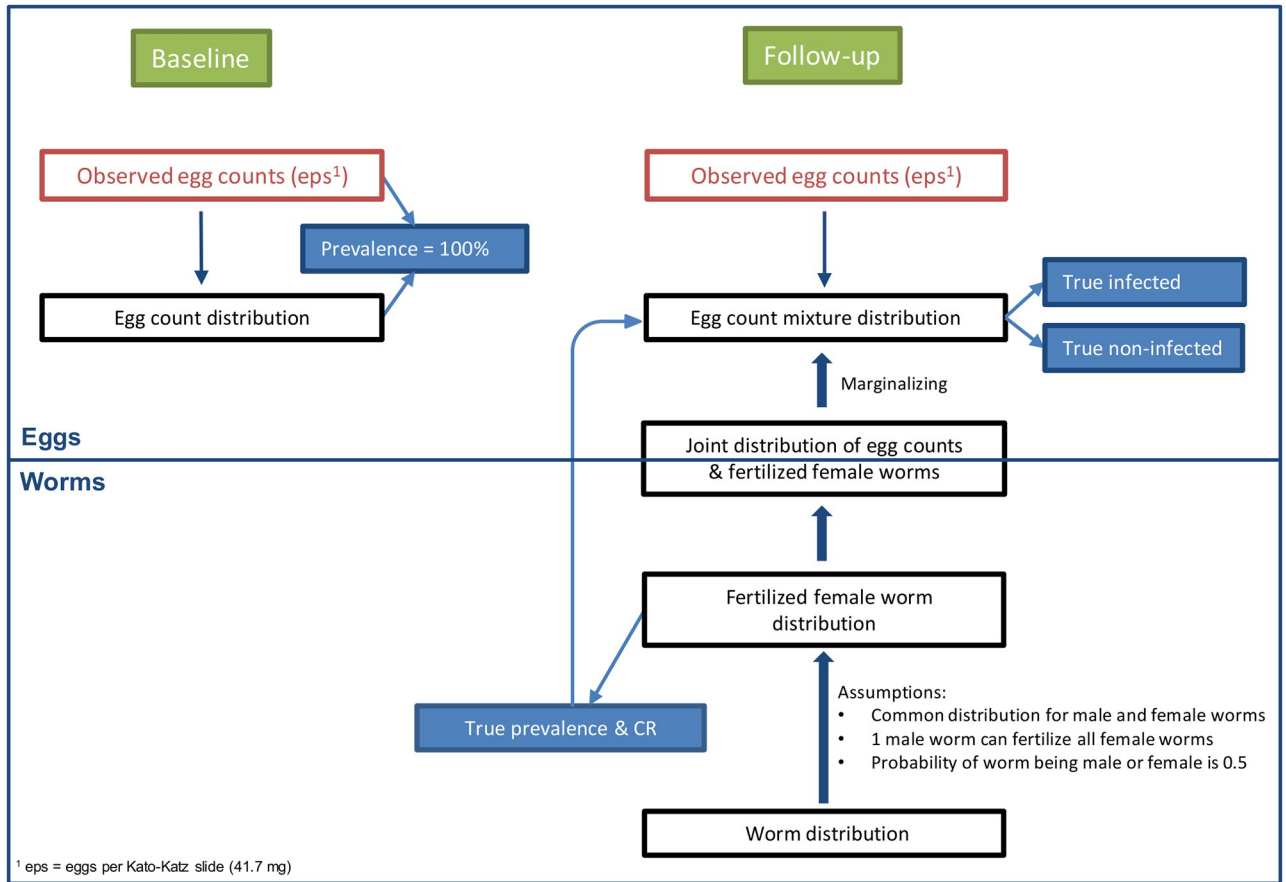 Baseline
Follow-up
Observed egg counts (eps¹)
Observed egg counts (eps¹)
Prevalence = 100%
Egg count distribution
Egg count mixture distribution
True infected
True non-infected
Marginalizing
Eggs
Joint distribution of egg counts
& fertilized female worms
Worms
Fertilized female worm
distribution
True prevalence & CR
Assumptions:
• Common distribution for male and female worms
• 1 male worm can fertilize all female worms
• Probability of worm being male or female is 0.5
Worm distribution
¹ eps = eggs per Kato-Katz slide (41.7 mg)